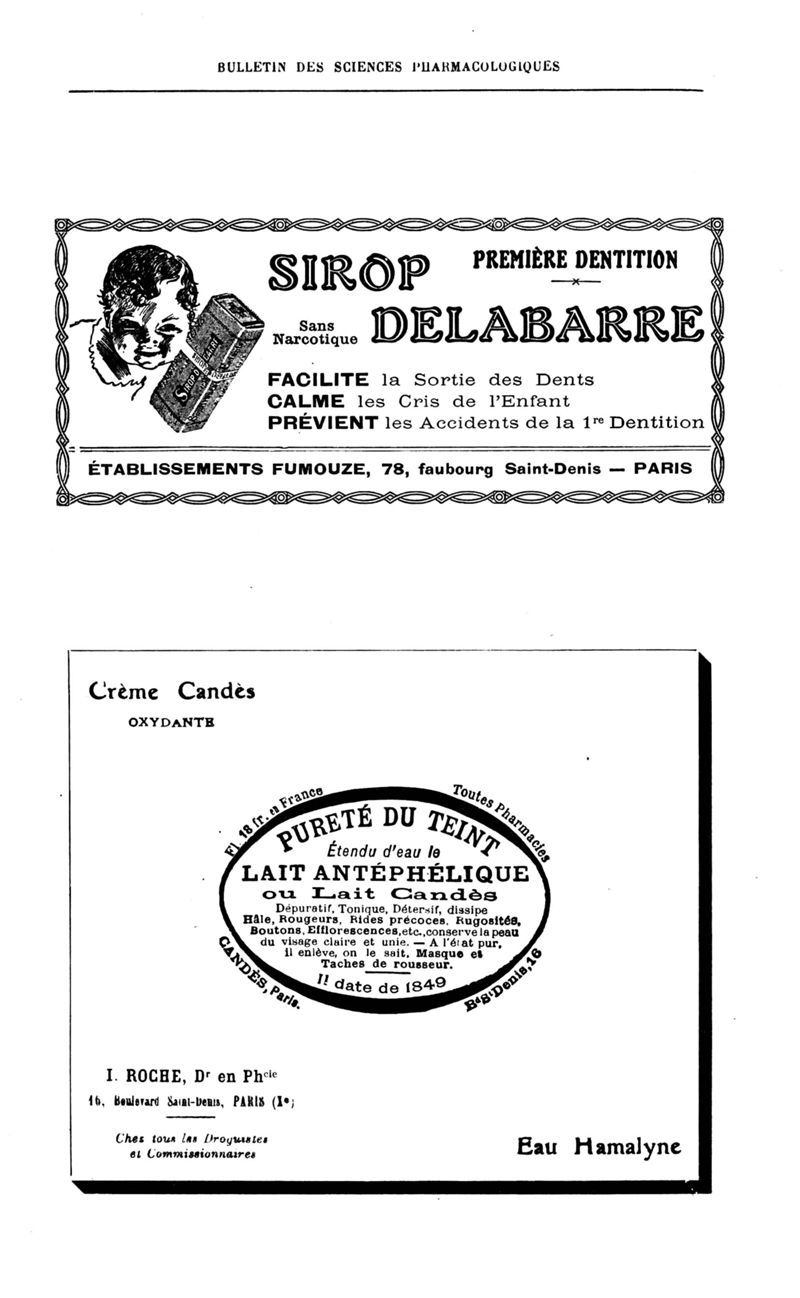 BULLETIN DES SCIENCES PHARMACOLOGIQUES
SIROP
PREMIÈRE DENTITION
Sans
Narcotique
DELABARRE
FACILITE la Sortie des Dents
CALME les Cris de l'Enfant
PRÉVIENT les Accidents de la 1re Dentition
ÉTABLISSEMENTS FUMOUZE, 78, faubourg Saint-Denis — PARIS
Crème Candès
OXYDANTE
Fl. 18 fr. en France
Toutes Pharmacies
PURETÉ DU TEINT
Étendu d'eau le
LAIT ANTÉPHÉLIQUE
ou Lait Candès
Dépuratif, Tonique, Détersif, dissipe
Hâle, Rougeurs, Rides précoces, Rugosités,
Boutons, Efflorescences, etc., conserve la peau
du visage claire et unie. — A l'état pur,
il enlève, on le sait, Masque et
Taches de rousseur.
Il date de 1849
CANDÈS, Paris.
Bd St Denis, 16
I. ROCHE, Dr en Phcie
16, Boulevard Saint-Denis, PARIS (Xe)
Chez tous les Droguistes
et Commissionnaires
Eau Hamalyne